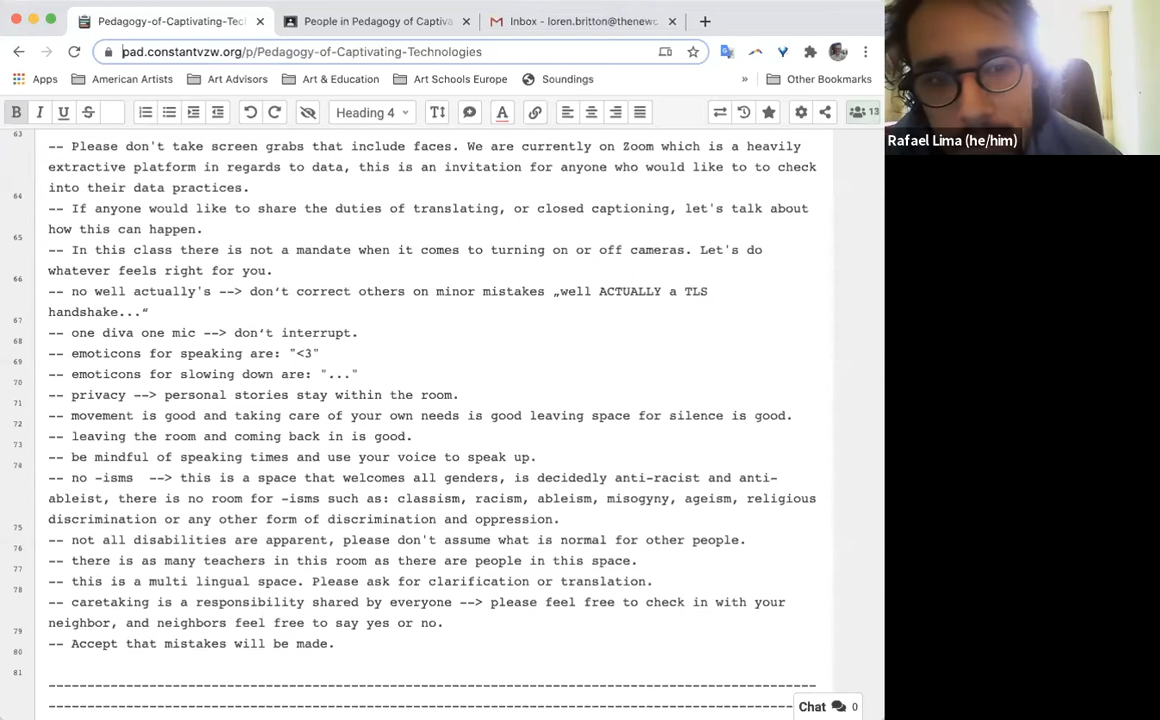 Pedagogy-of-Captivating-Tec
People in Pedagogy of Captiva
Inbox - loren.britton@thenewc
pad.constantvzw.org/p/Pedagogy-of-Captivating-Technologies
Apps
American Artists
Art Advisors
Art & Education
Art Schools Europe
Soundings
»
Other Bookmarks
B I U S
Heading 4
13
Rafael Lima (he/him)
63
-- Please don't take screen grabs that include faces. We are currently on Zoom which is a heavily
extractive platform in regards to data, this is an invitation for anyone who would like to to check
into their data practices.
64
-- If anyone would like to share the duties of translating, or closed captioning, let's talk about
how this can happen.
65
-- In this class there is not a mandate when it comes to turning on or off cameras. Let's do
whatever feels right for you.
66
-- no well actually's --> don‘t correct others on minor mistakes „well ACTUALLY a TLS
handshake...“
67
-- one diva one mic --> don‘t interrupt.
68
-- emoticons for speaking are: "<3"
69
-- emoticons for slowing down are: "..."
70
-- privacy --> personal stories stay within the room.
71
-- movement is good and taking care of your own needs is good leaving space for silence is good.
72
-- leaving the room and coming back in is good.
73
-- be mindful of speaking times and use your voice to speak up.
74
-- no -isms  --> this is a space that welcomes all genders, is decidedly anti-racist and anti-
ableist, there is no room for -isms such as: classism, racism, ableism, misogyny, ageism, religious
discrimination or any other form of discrimination and oppression.
75
-- not all disabilities are apparent, please don't assume what is normal for other people.
76
-- there is as many teachers in this room as there are people in this space.
77
-- this is a multi lingual space. Please ask for clarification or translation.
78
-- caretaking is a responsibility shared by everyone --> please feel free to check in with your
neighbor, and neighbors feel free to say yes or no.
79
-- Accept that mistakes will be made.
80
81
---------------------------------------------------------------------------------------------------
---------------------------------------------------------------------------------------------------
Chat 0